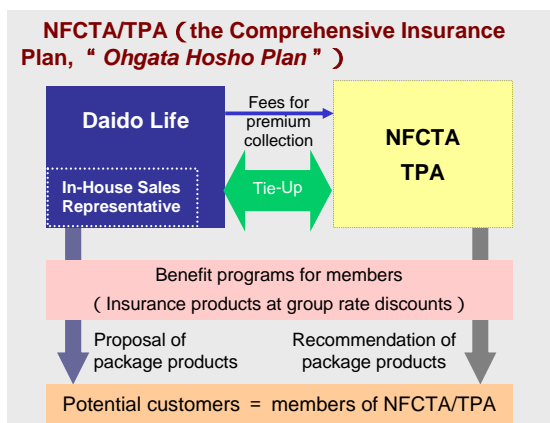 NFCTA/TPA ( the Comprehensive Insurance
Plan, “ Ohgata Hosho Plan ” )
Daido Life
Fees for
premium
collection
NFCTA
TPA
In-House Sales
Representative
Tie-Up
Benefit programs for members
( Insurance products at group rate discounts )
Proposal of
package products
Recommendation of
package products
Potential customers = members of NFCTA/TPA